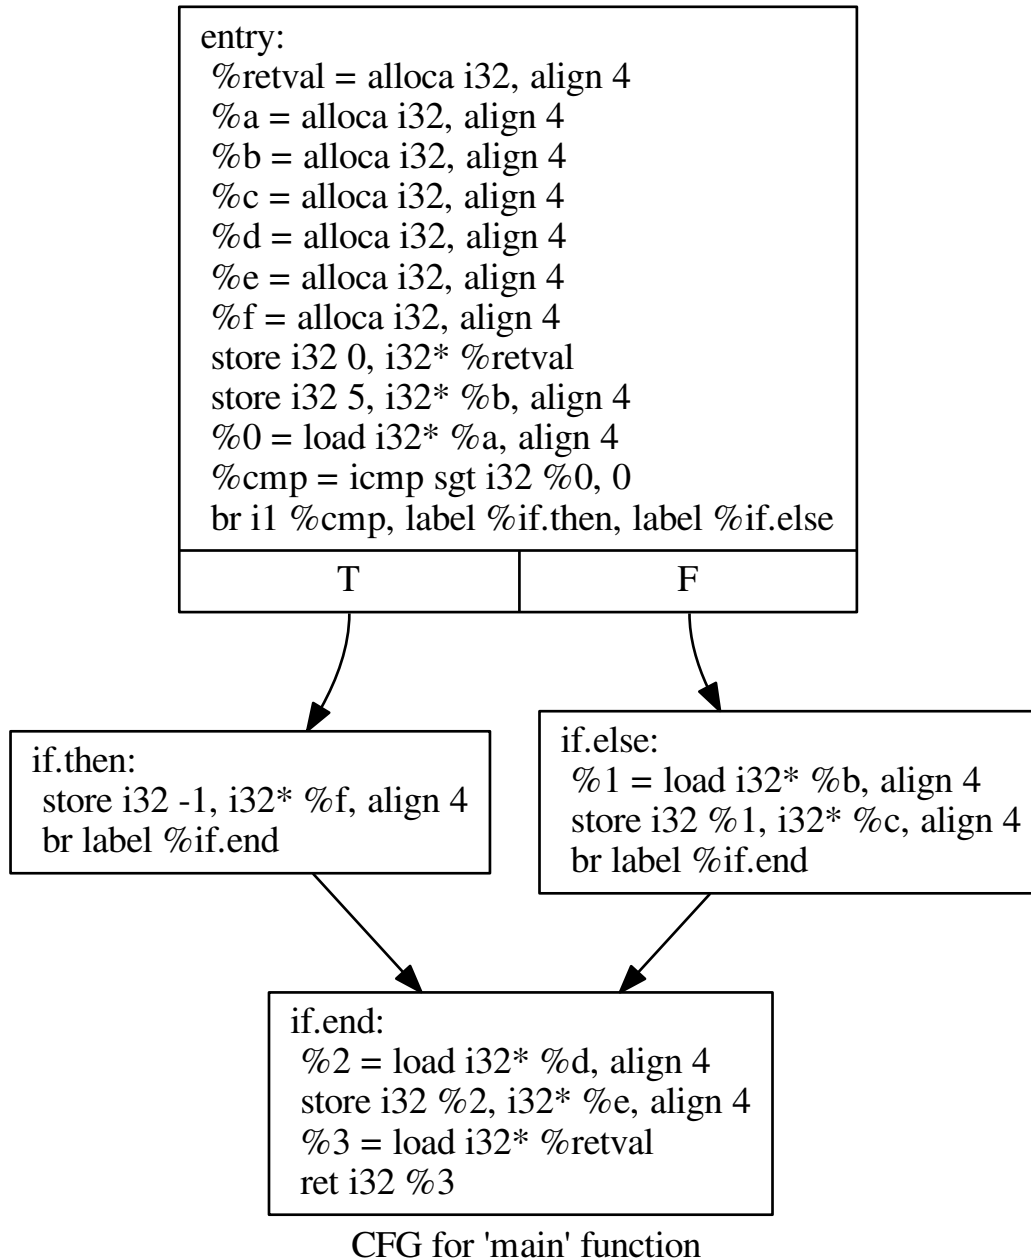 entry:
%retval = alloca i32, align 4
%a = alloca i32, align 4
%b = alloca i32, align 4
%c = alloca i32, align 4
%d = alloca i32, align 4
%e = alloca i32, align 4
%f = alloca i32, align 4
store i32 0, i32* %retval
store i32 5, i32* %b, align 4
%0 = load i32* %a, align 4
%cmp = icmp sgt i32 %0, 0
br i1 %cmp, label %if.then, label %if.else
T
F
if.then:
store i32 -1, i32* %f, align 4
br label %if.end
if.else:
%1 = load i32* %b, align 4
store i32 %1, i32* %c, align 4
br label %if.end
if.end:
%2 = load i32* %d, align 4
store i32 %2, i32* %e, align 4
%3 = load i32* %retval
ret i32 %3
CFG for 'main' function